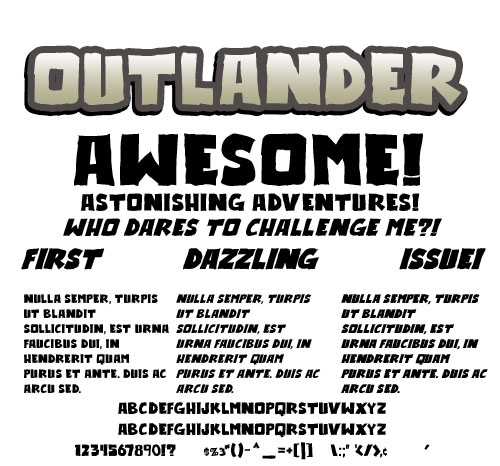 OUTLANDER
AWESOME!
ASTONISHING ADVENTURES!
WHO DARES TO CHALLENGE ME?!
FIRST DAZZLING ISSUE!
NULLA SEMPER, TURPIS
UT BLANDIT
SOLLICITUDIN, EST URNA
FAUCIBUS DUI, IN
HENDRERIT QUAM
PURUS ET ANTE. DUIS AC
ARCU SED.
NULLA SEMPER, TURPIS
UT BLANDIT
SOLLICITUDIN, EST
URNA FAUCIBUS DUI, IN
HENDRERIT QUAM
PURUS ET ANTE. DUIS AC
ARCU SED.
NULLA SEMPER, TURPIS
UT BLANDIT
SOLLICITUDIN, EST
URNA FAUCIBUS DUI, IN
HENDRERIT QUAM
PURUS ET ANTE. DUIS AC
ARCU SED.
ABCDEFGHIJKLMNOPQRSTUVWXYZ
ABCDEFGHIJKLMNOPQRSTUVWXYZ
1234567890!?